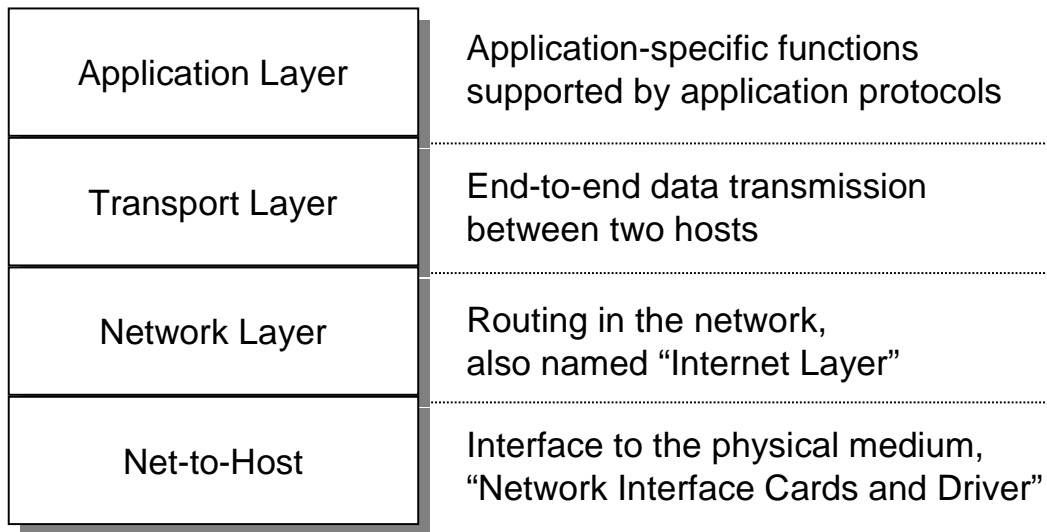 Application Layer
Application-specific functions
supported by application protocols
Transport Layer
End-to-end data transmission
between two hosts
Network Layer
Routing in the network,
also named “Internet Layer”
Net-to-Host
Interface to the physical medium,
“Network Interface Cards and Driver”